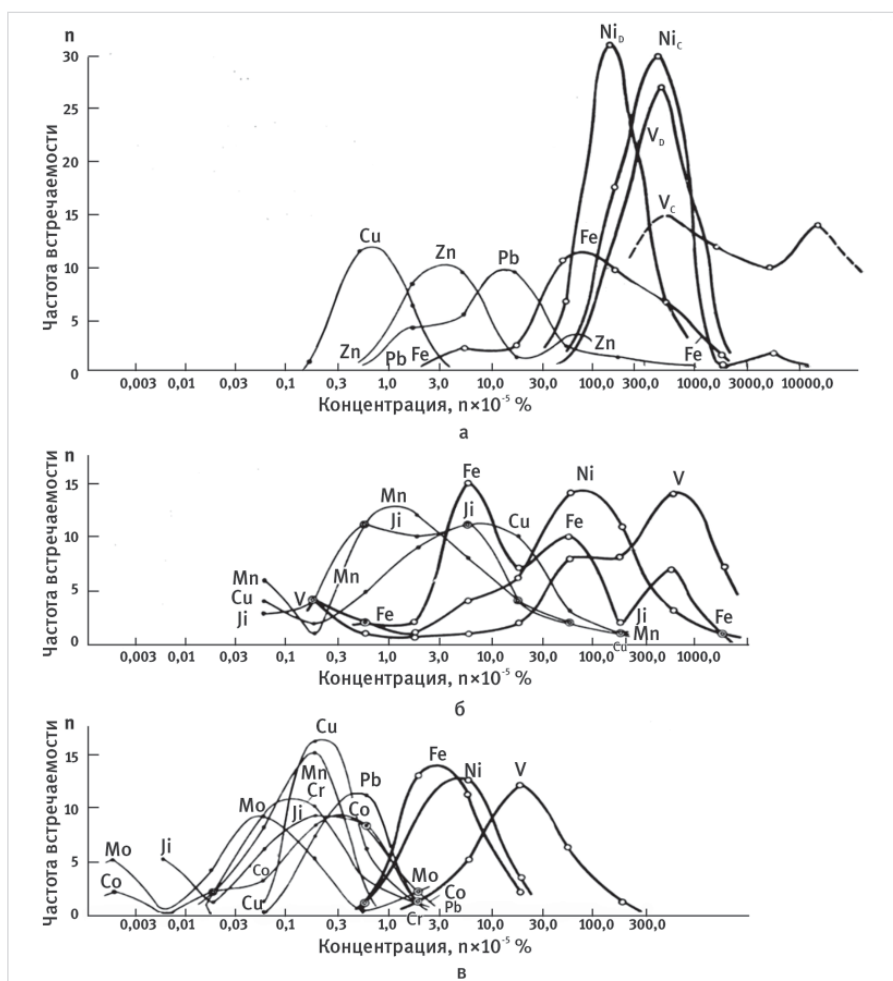 n
Ni_D Ni_C
30
25
V_D
20
V_C
15
Cu Zn Pb Fe
10
5
Zn Pb Fe Zn Fe
0
0,003 0,01 0,03 0,1 0,3 1,0 3,0 10,0 30,0 100,0 300,0 1000,0 3000,0 10000,0
Частота встречаемости
Концентрация, n×10⁻⁵ %
а
n
Fe Ni V
15
Mn Ji Ji Cu Fe
10
Mn Mn
5
Cu V Ji
Ji Fe Mn Fe
0
Cu
0,003 0,01 0,03 0,1 0,3 1,0 3,0 10,0 30,0 100,0 300,0 1000,0
Частота встречаемости
Концентрация, n×10⁻⁵ %
б
n
Cu
15
Fe
Mn Pb Ni V
Cr
Mo Ji Co
10
Mo Ji
5
Co Mo
Co Cu Co
Pb
0
Cr
0,003 0,01 0,03 0,1 0,3 1,0 3,0 10,0 30,0 100,0 300,0
Частота встречаемости
Концентрация, n×10⁻⁵ %
в